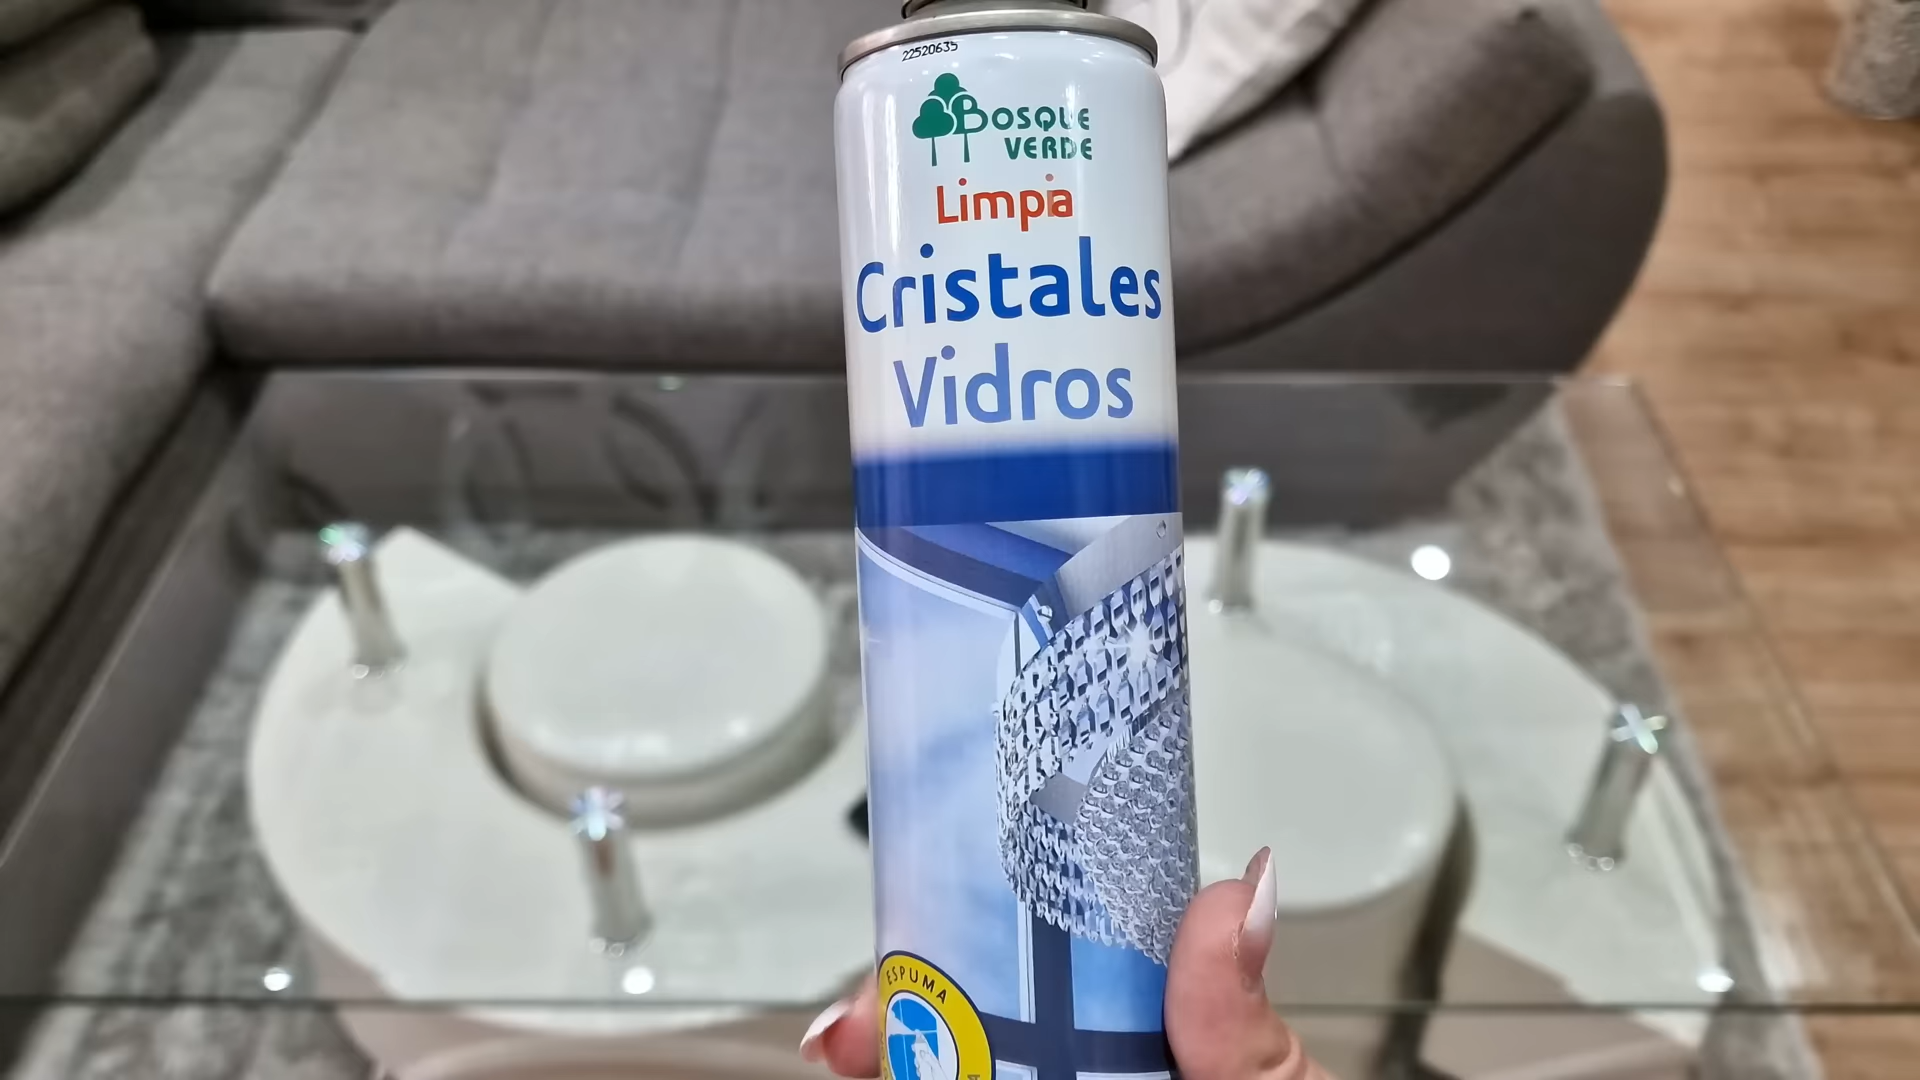 22520635
BOSQUE
VERDE
Limpia
Cristales
Vidros
ESPUMA